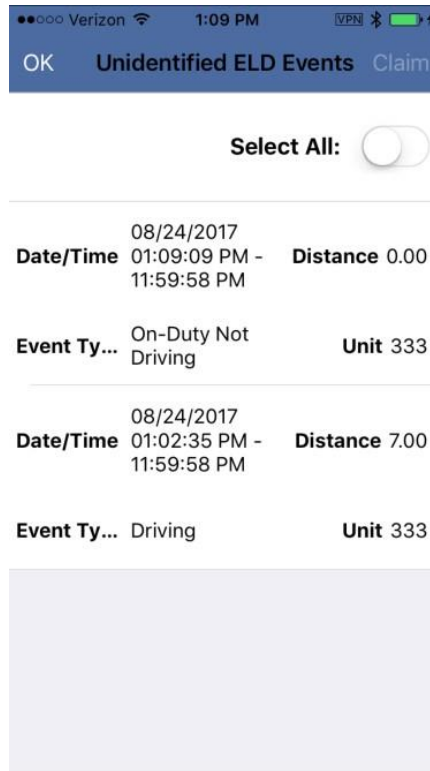 Verizon 1:09 PM VPN
OK Unidentified ELD Events Claim
Select All:
08/24/2017
Date/Time 01:09:09 PM - Distance 0.00
11:59:58 PM
On-Duty Not
Event Ty... Driving Unit 333
08/24/2017
Date/Time 01:02:35 PM - Distance 7.00
11:59:58 PM
Event Ty... Driving Unit 333